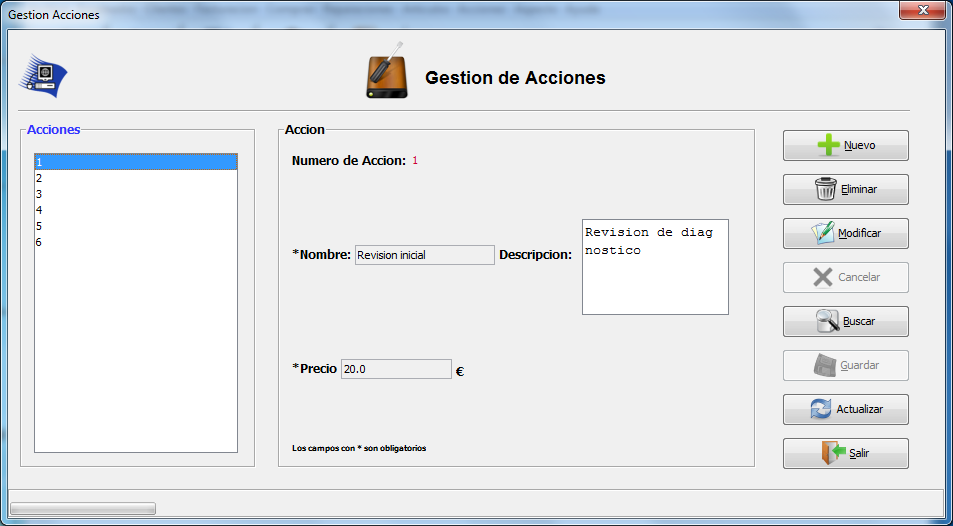 Gestion Acciones
Gestion de Acciones
Acciones
1
2
3
4
5
6
Accion
Numero de Accion: 1
*Nombre: Revision inicial Descripcion: Revision de diag
nostico
*Precio 20.0 €
Los campos con * son obligatorios
Nuevo
Eliminar
Modificar
Cancelar
Buscar
Guardar
Actualizar
Salir